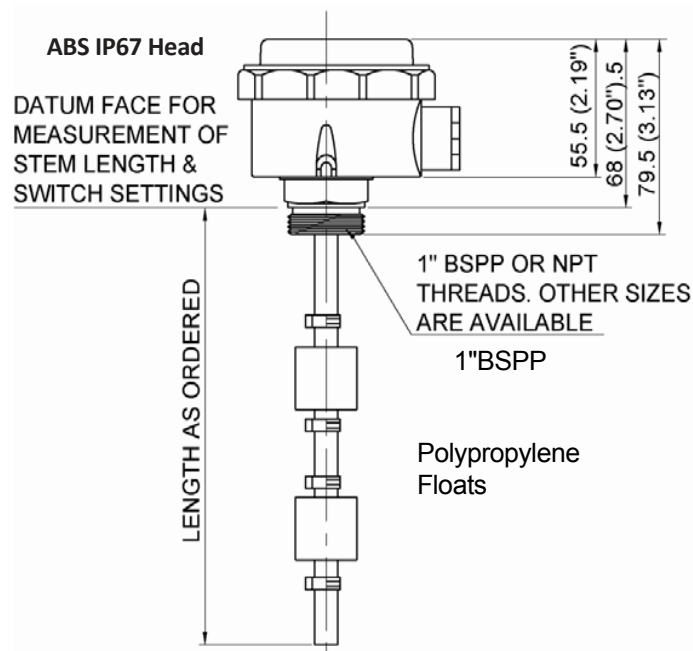 ABS IP67 Head
DATUM FACE FOR
MEASUREMENT OF
STEM LENGTH &
SWITCH SETTINGS
55.5 (2.19")
68 (2.70").5
79.5 (3.13")
1" BSPP OR NPT
THREADS. OTHER SIZES
ARE AVAILABLE
1"BSPP
LENGTH AS ORDERED
Polypropylene
Floats